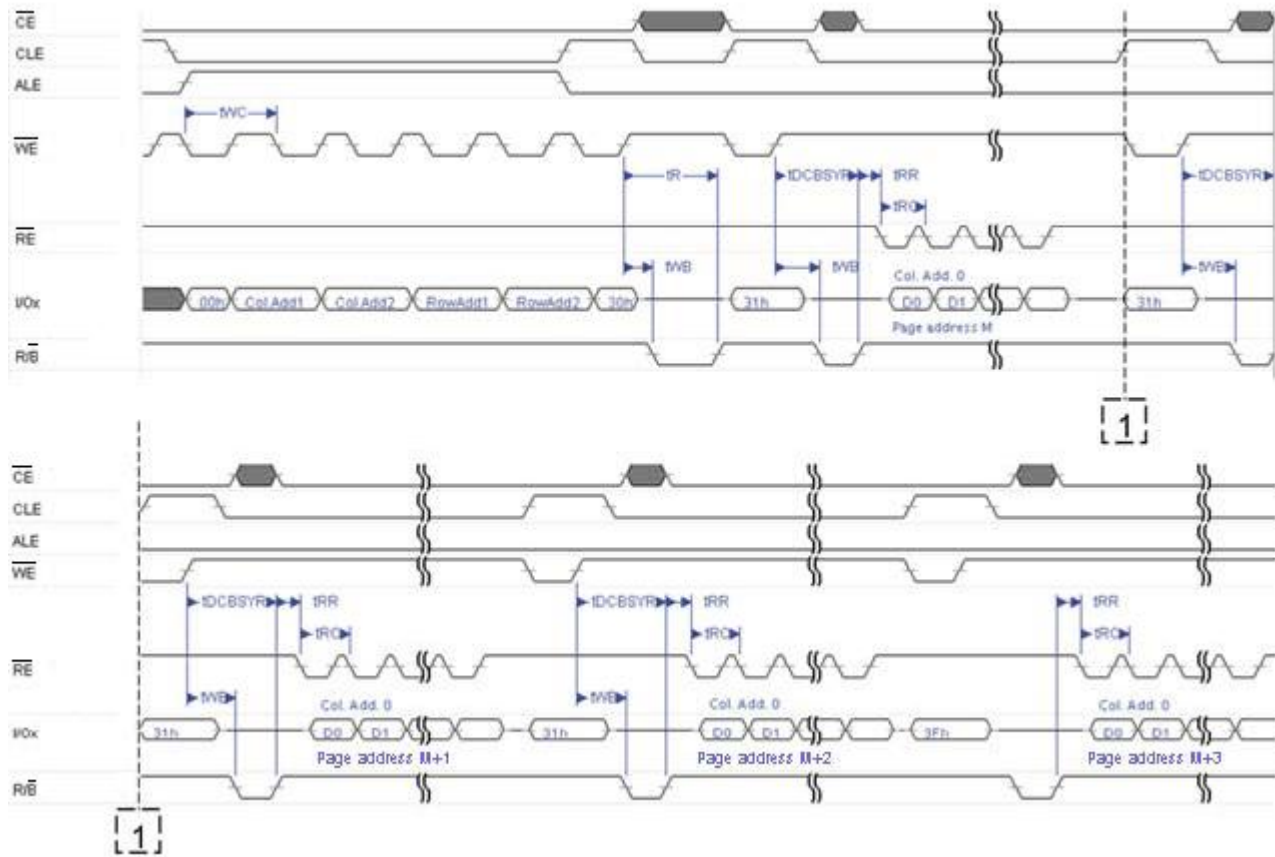 CE
CLE
ALE
tWC
WE
tR
tDCBSYR
tRR
tDCBSYR
tRC
RE
tWB
tWB
tWB
Col. Add. 0
I/Ox
00h
Col Add1
Col Add2
RowAdd1
RowAdd2
30h
31h
D0
D1
31h
Page address M
R/B
1
CE
CLE
ALE
WE
tDCBSYR
tRR
tDCBSYR
tRR
tRR
tRC
tRC
tRC
RE
tWB
tWB
Col. Add. 0
Col. Add. 0
Col. Add. 0
I/Ox
31h
D0
D1
31h
D0
D1
3Fh
D0
D1
Page address M+1
Page address M+2
Page address M+3
R/B
1